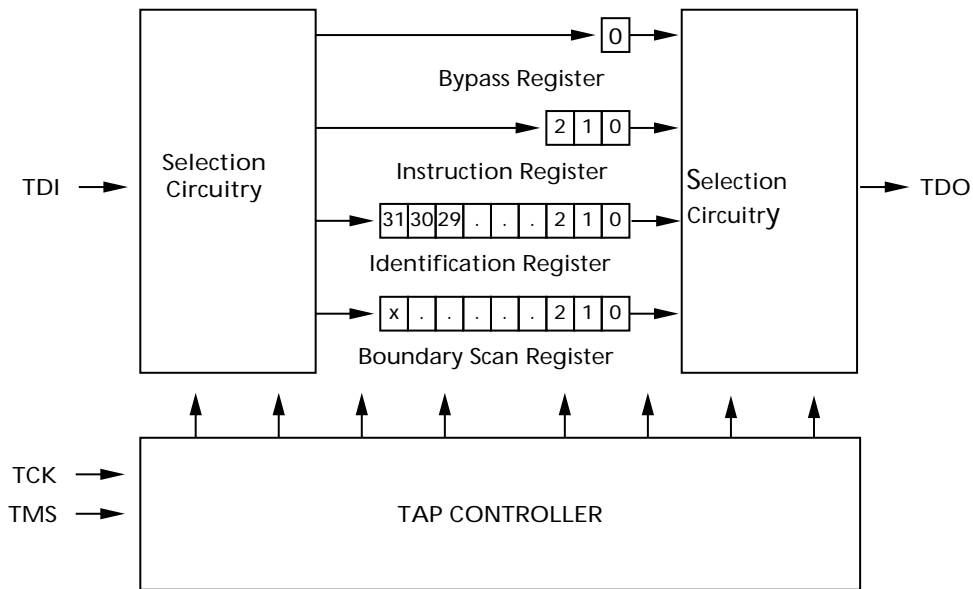 0
Bypass Register
2 1 0
Selection
Circuitry
Instruction Register
TDI
Selection
Circuitry
TDO
31 30 29 . . . 2 1 0
Identification Register
x . . . . . 2 1 0
Boundary Scan Register
TCK
TMS
TAP CONTROLLER